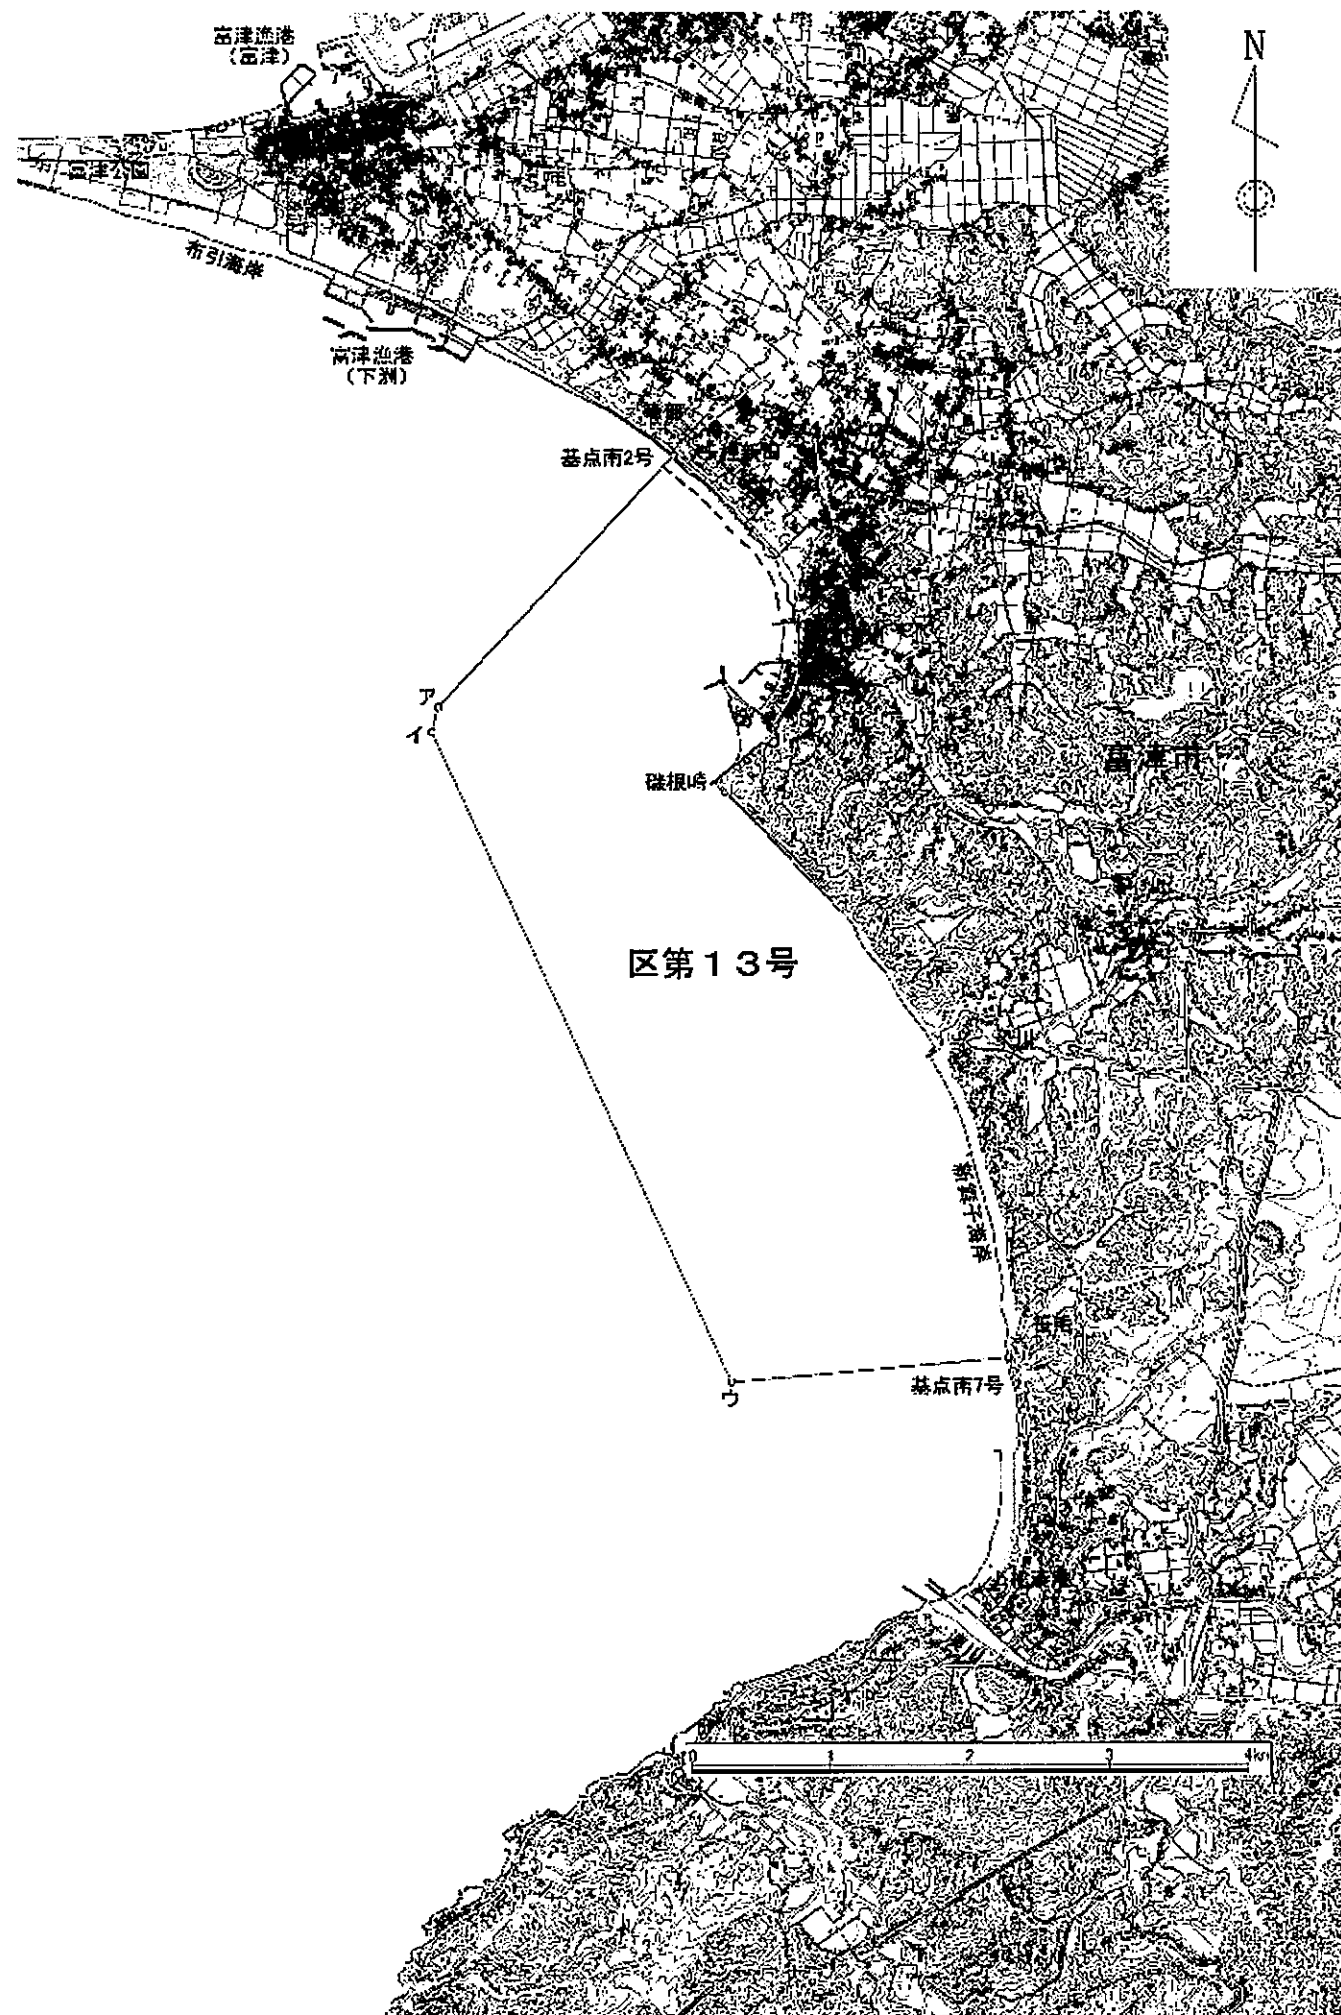 富津漁港
（富津）
N
富津公園
布引海岸
富津漁港
（下洲）
基点南2号
ア
イ
磯根崎
富津市
区第１３号
新舞子海岸
笹毛
ウ
基点南7号
0 1 2 3 4km